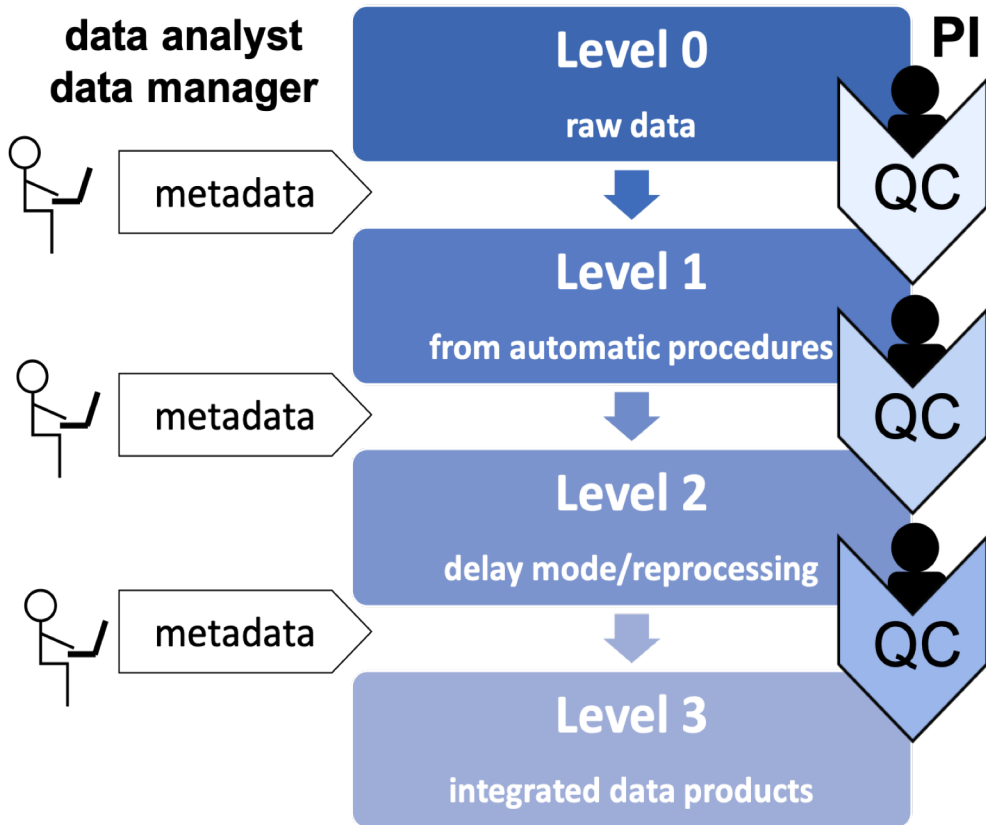 data analyst
data manager
PI
Level 0
raw data
metadata
QC
Level 1
from automatic procedures
metadata
QC
Level 2
delay mode/reprocessing
metadata
QC
Level 3
integrated data products